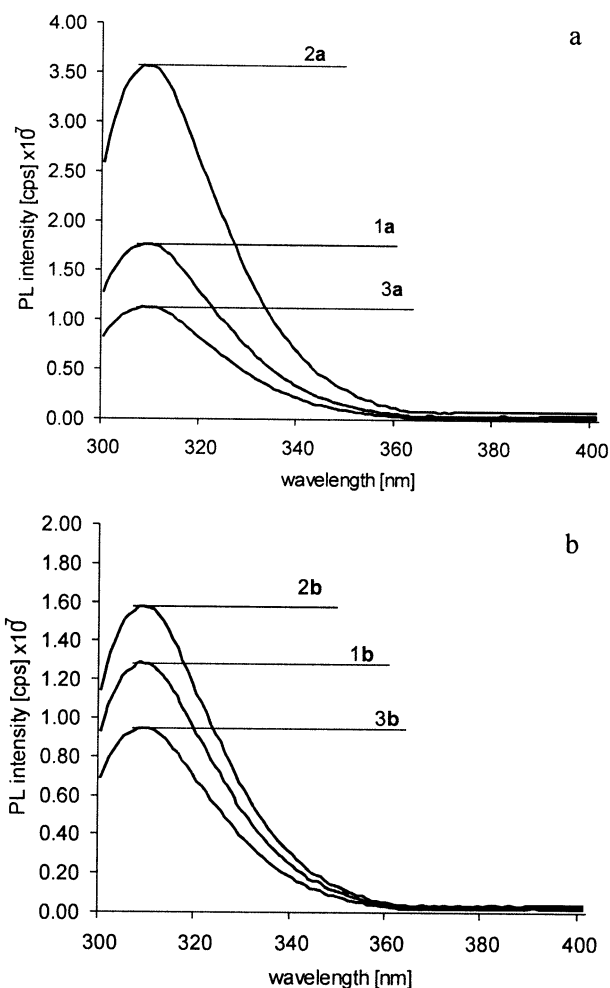 a
PL intensity [cps] x10^7
4.00
3.50
3.00
2.50
2.00
1.50
1.00
0.50
0.00
2a
1a
3a
300 320 340 360 380 400
wavelength [nm]
b
PL intensity [cps] x10^7
2.00
1.80
1.60
1.40
1.20
1.00
0.80
0.60
0.40
0.20
0.00
2b
1b
3b
300 320 340 360 380 400
wavelength [nm]